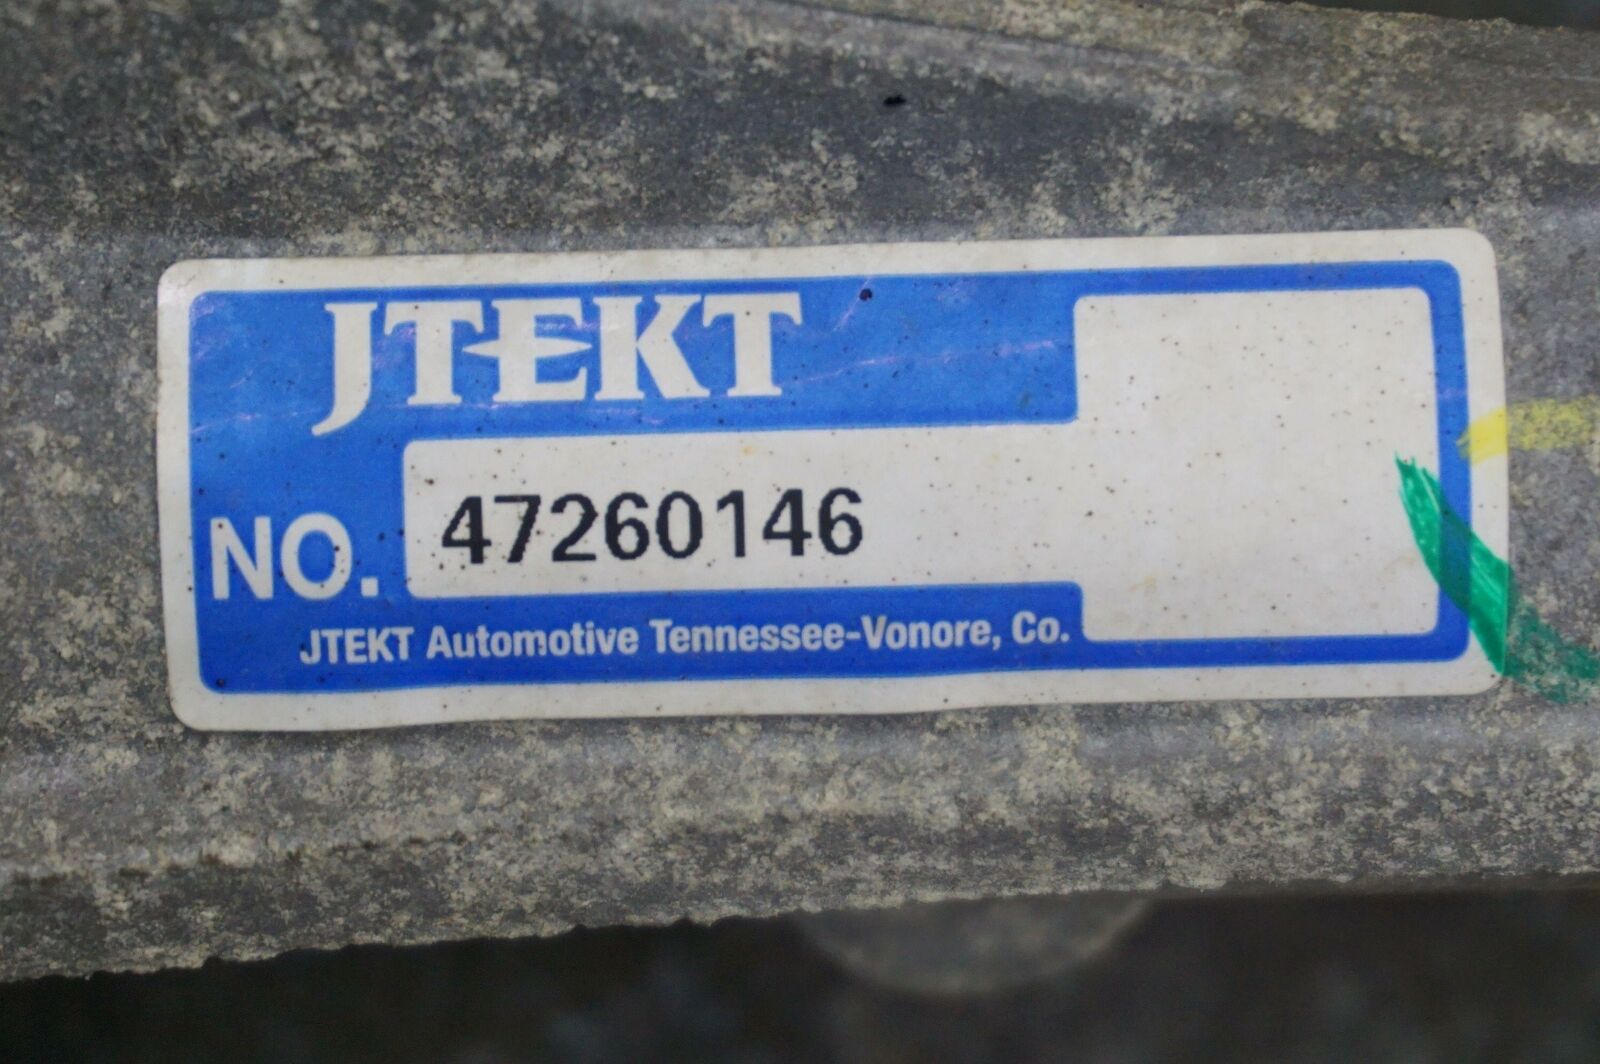 JTEKT
NO. 47260146
JTEKT Automotive Tennessee-Vonore, Co.